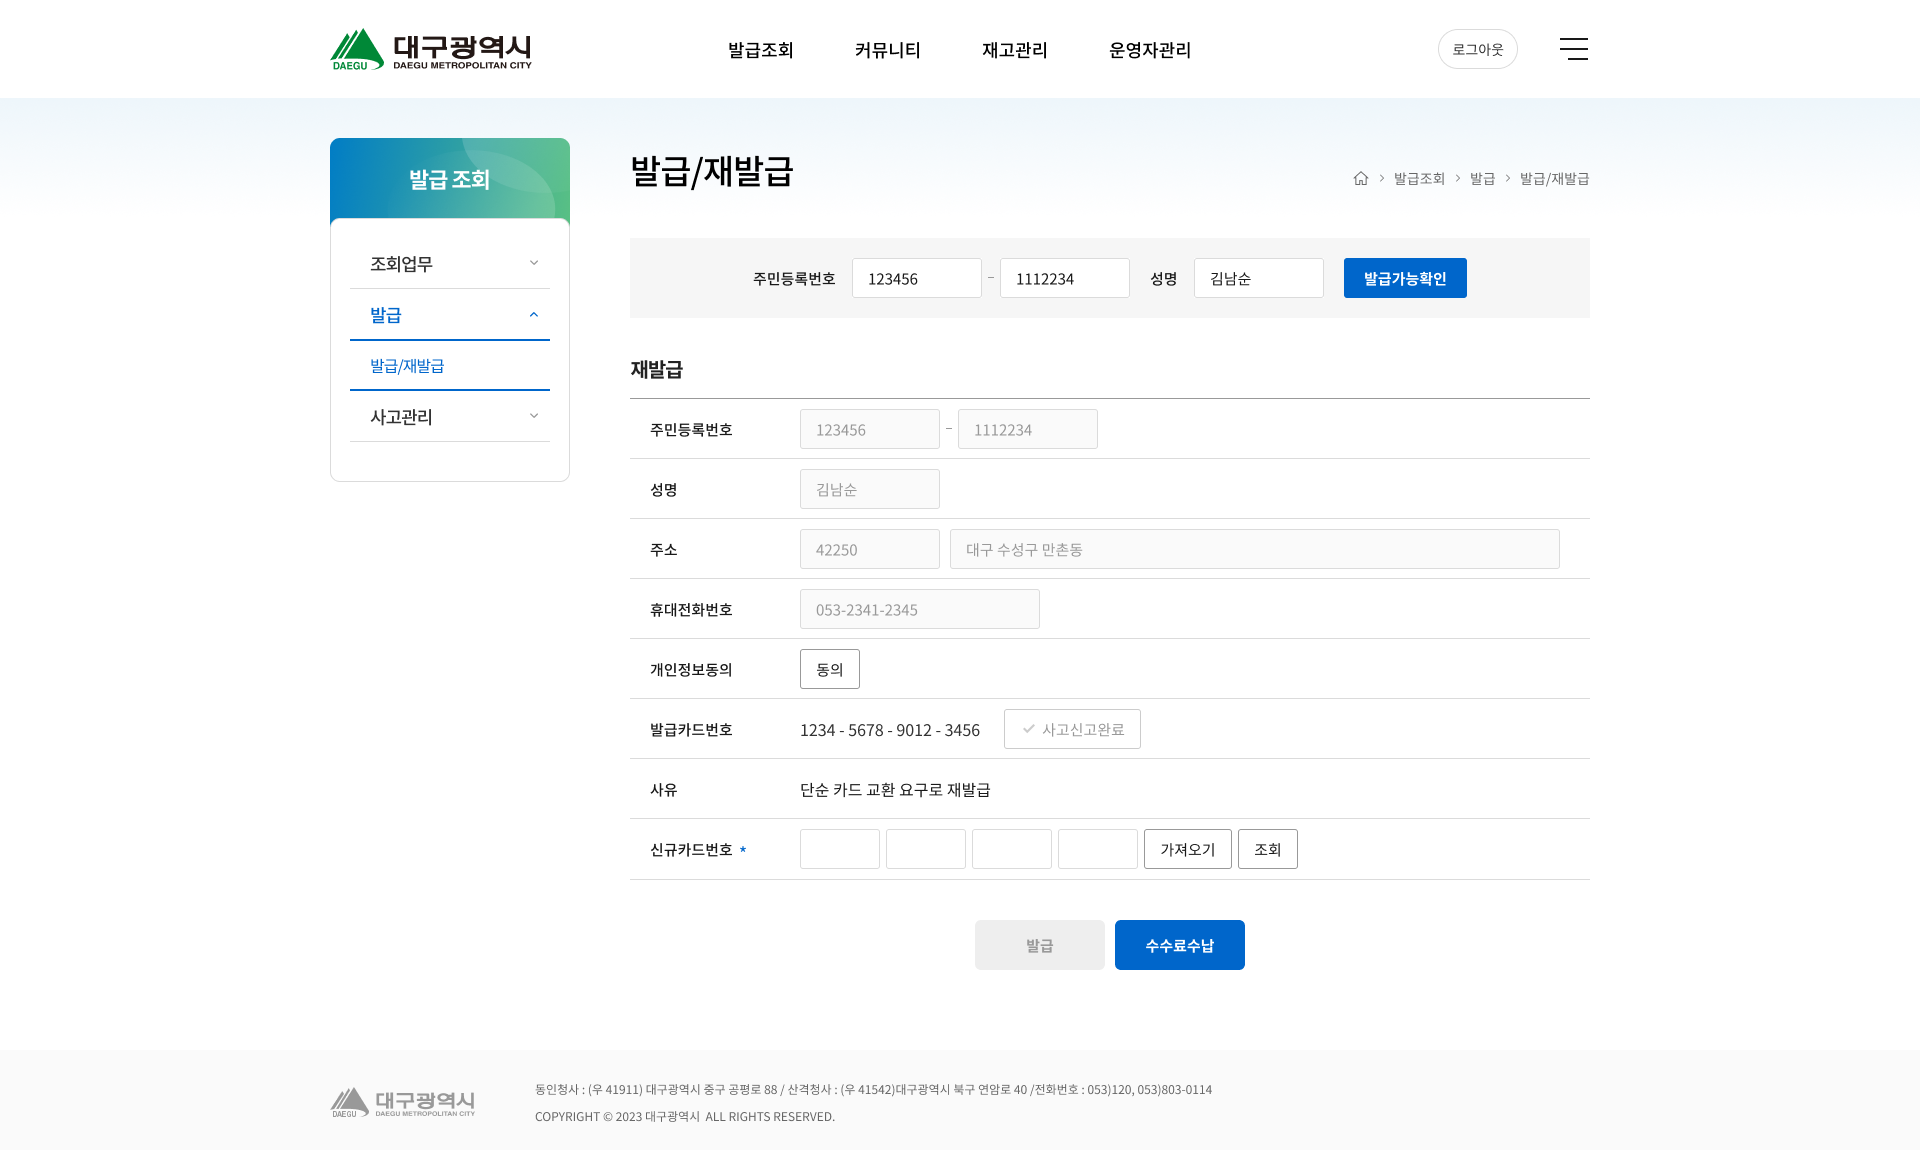 DAEGU 대구광역시
DAEGU METROPOLITAN CITY
발급조회 커뮤니티 재고관리 운영자관리
로그아웃
발급 조회
조회업무
발급
발급/재발급
사고관리
발급/재발급
발급조회 > 발급 > 발급/재발급
주민등록번호 123456 - 1112234 성명 김남순 발급가능확인
재발급
주민등록번호 123456 - 1112234
성명 김남순
주소 42250 대구 수성구 만촌동
휴대전화번호 053-2341-2345
개인정보동의 동의
발급카드번호 1234 - 5678 - 9012 - 3456 사고신고완료
사유 단순 카드 교환 요구로 재발급
신규카드번호 * 가져오기 조회
발급 수수료수납
DAEGU 대구광역시
DAEGU METROPOLITAN CITY
동인청사 : (우 41911) 대구광역시 중구 공평로 88 / 산격청사 : (우 41542)대구광역시 북구 연암로 40 /전화번호 : 053)120, 053)803-0114
COPYRIGHT © 2023 대구광역시 ALL RIGHTS RESERVED.